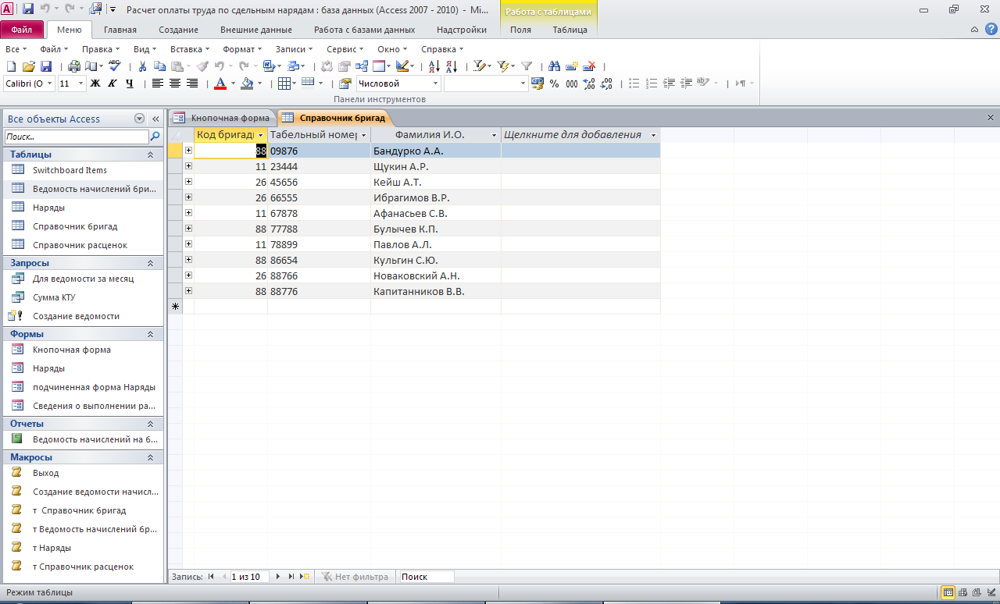 Расчет оплаты труда по сдельным нарядам : база данных (Access 2007 - 2010) - Mi...
Работа с таблицами
Файл Меню Главная Создание Внешние данные Работа с базами данных Надстройки Поля Таблица
Все Файл Правка Вид Вставка Формат Записи Сервис Окно Справка
Calibri (О 11 Ж К Ч Числовой % 000
Панели инструментов
Все объекты Access
Поиск...
Таблицы
Switchboard Items
Ведомость начислений бри...
Наряды
Справочник бригад
Справочник расценок
Запросы
Для ведомости за месяц
Сумма КТУ
Создание ведомости
Формы
Кнопочная форма
Наряды
подчиненная форма Наряды
Сведения о выполнении ра...
Отчеты
Ведомость начислений на б...
Макросы
Выход
Создание ведомости начисл...
т Справочник бригад
т Ведомость начислений бр...
т Наряды
т Справочник расценок
Кнопочная форма Справочник бригад
Код бригады Табельный номер Фамилия И.О. Щелкните для добавления
88 09876 Бандурко А.А.
11 23444 Щукин А.Р.
26 45656 Кейш А.Т.
26 66555 Ибрагимов В.Р.
11 67878 Афанасьев С.В.
88 77788 Булычев К.П.
11 78899 Павлов А.Л.
88 86654 Кульгин С.Ю.
26 88766 Новаковский А.Н.
88 88776 Капитанников В.В.
Запись: 1 из 10 Нет фильтра Поиск
Режим таблицы